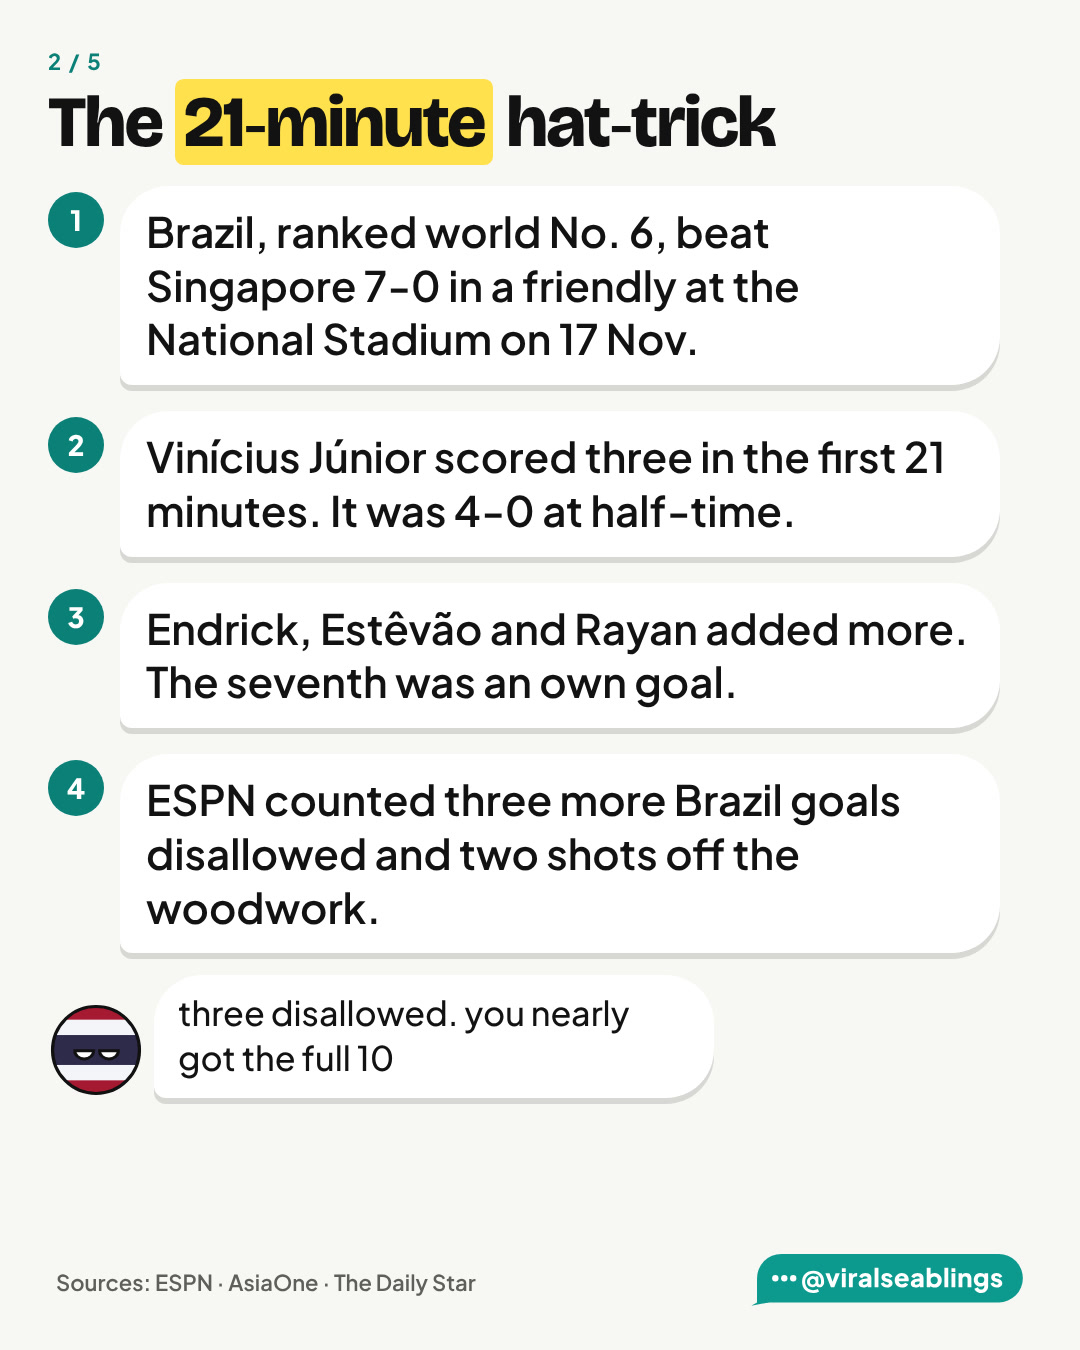 2 / 5
The 21-minute hat-trick
1
Brazil, ranked world No. 6, beat
Singapore 7-0 in a friendly at the
National Stadium on 17 Nov.
2
Vinícius Júnior scored three in the first 21
minutes. It was 4-0 at half-time.
3
Endrick, Estêvão and Rayan added more.
The seventh was an own goal.
4
ESPN counted three more Brazil goals
disallowed and two shots off the
woodwork.
three disallowed. you nearly
got the full 10
Sources: ESPN · AsiaOne · The Daily Star
@viralseablings